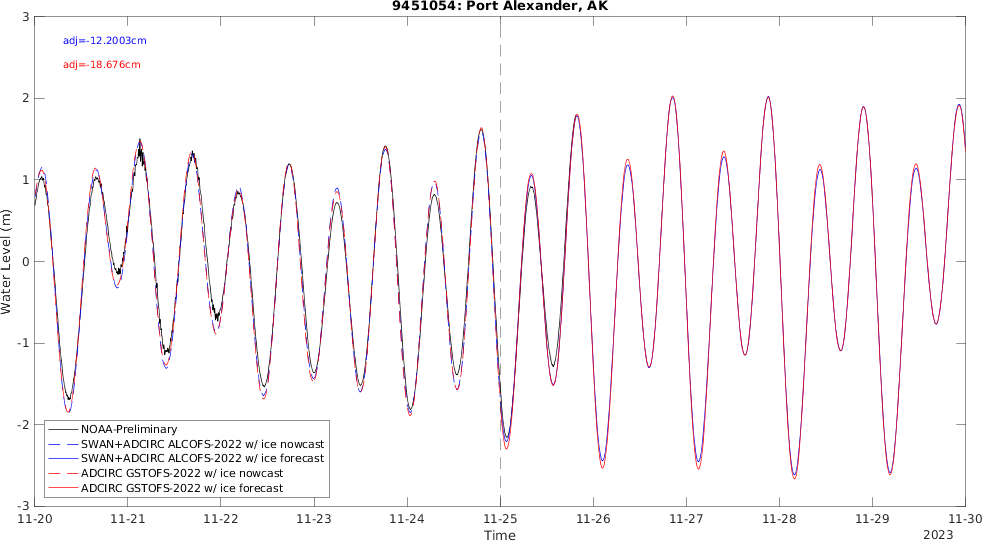 9451054: Port Alexander, AK
adj=-12.2003cm
adj=-18.676cm
3
2
1
0
-1
-2
-3
Water Level (m)
NOAA-Preliminary
SWAN+ADCIRC ALCOFS-2022 w/ ice nowcast
SWAN+ADCIRC ALCOFS-2022 w/ ice forecast
ADCIRC GSTOFS-2022 w/ ice nowcast
ADCIRC GSTOFS-2022 w/ ice forecast
11-20 11-21 11-22 11-23 11-24 11-25 11-26 11-27 11-28 11-29 11-30
Time
2023